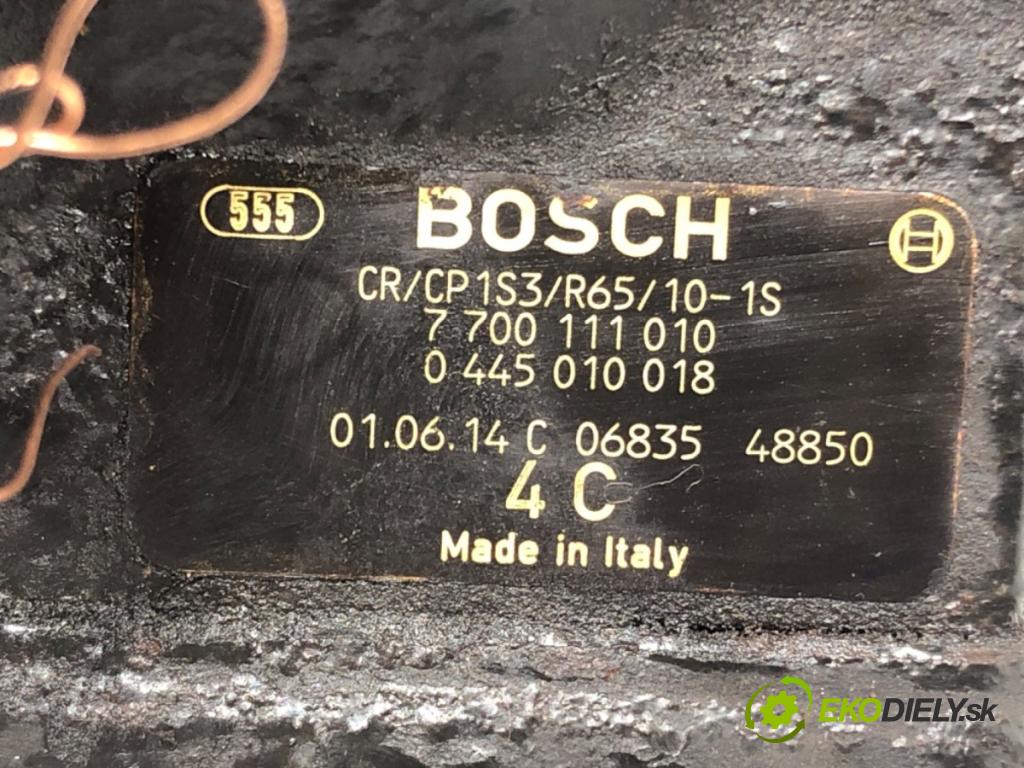 555 BOSCH
CR/CP1S3/R65/10-1S
7 700 111 010
0 445 010 018
01.06.14 C 06835 48850
4 C
Made in Italy
EKODIELY.sk